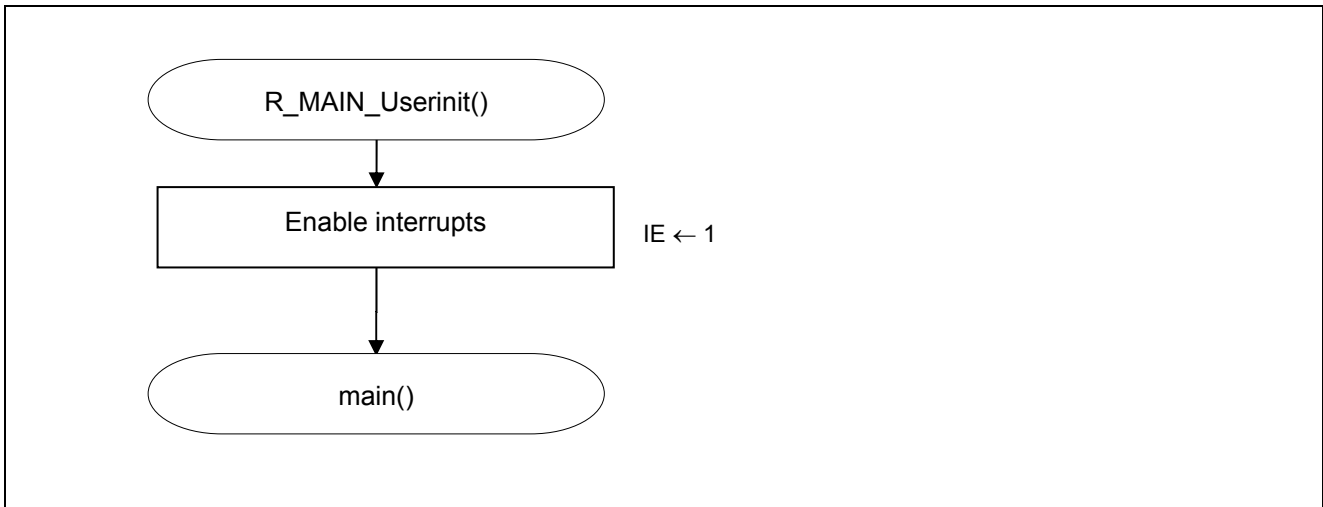 R_MAIN_Userinit()
Enable interrupts
IE ← 1
main()